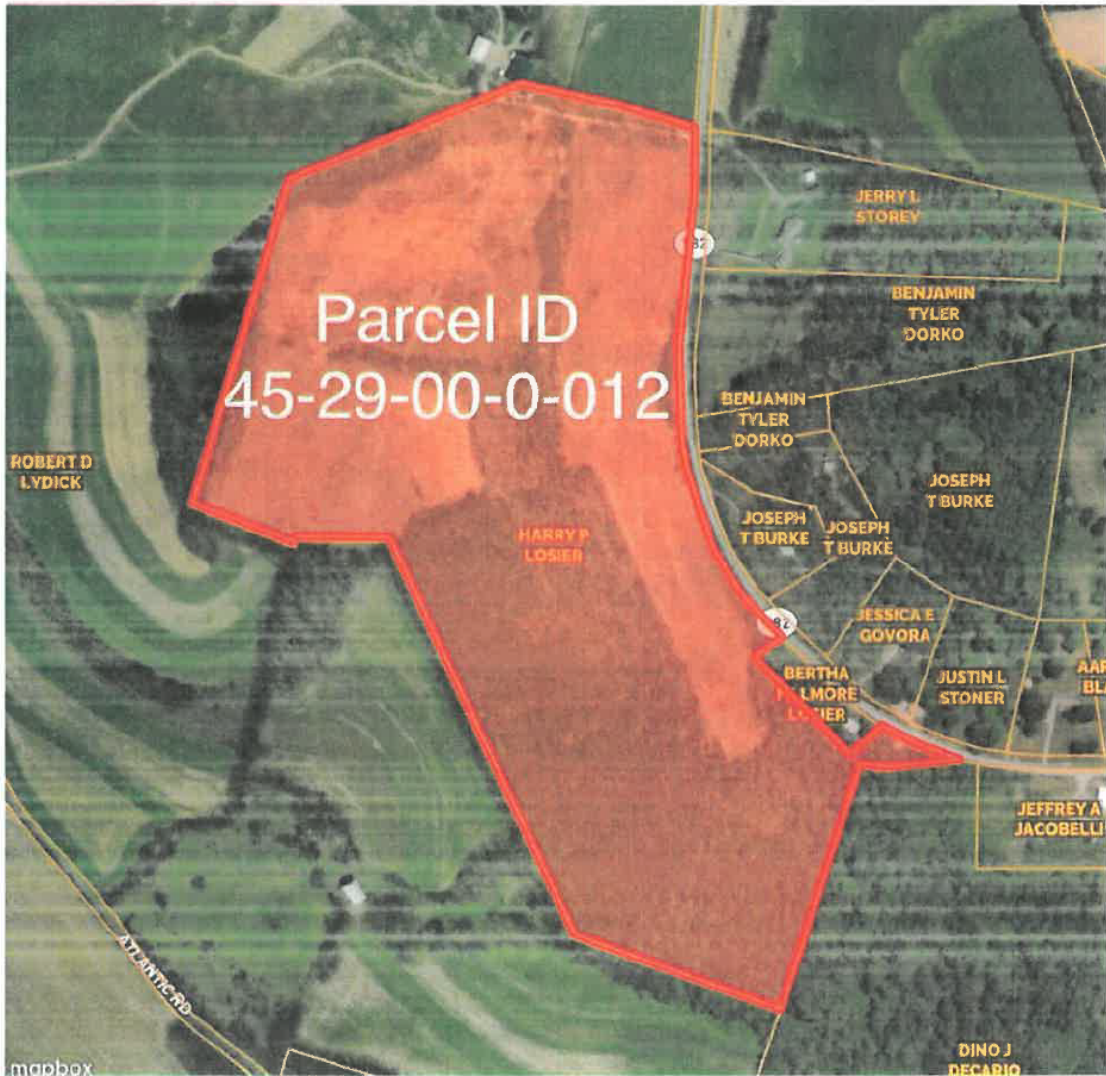 JERRY L
STOREY
BENJAMIN
TYLER
DORKO
Parcel ID
45-29-00-0-012
BENJAMIN
TYLER
DORKO
ROBERT D
LYDICK
JOSEPH
T BURKE
JOSEPH
T BURKE
JOSEPH
T BURKE
HARRY P
LOSIER
JESSICA E
GOVORA
BERTHA
LOSIER
JUSTIN L
STONER
AAR
BLA
JEFFREY A
JACOBELLI
ATLANTIC RD
DINO J
DECARIO
mapbox